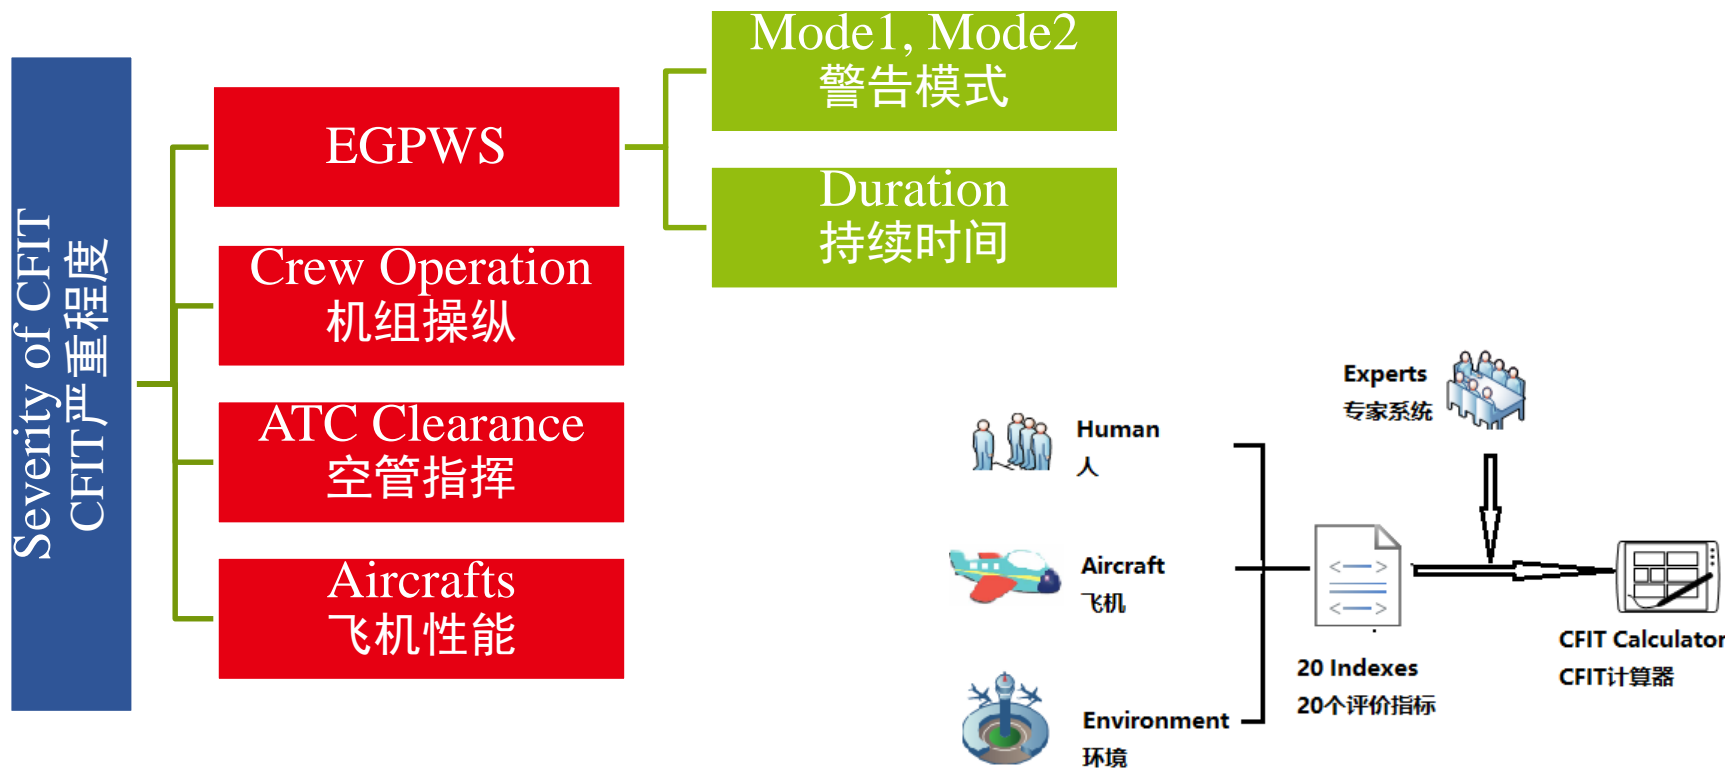 Severity of CFIT
CFIT严重程度
EGPWS
Mode1, Mode2
警告模式
Duration
持续时间
Crew Operation
机组操纵
ATC Clearance
空管指挥
Aircrafts
飞机性能
Experts
专家系统
Human
人
Aircraft
飞机
Environment
环境
20 Indexes
20个评价指标
CFIT Calculator
CFIT计算器